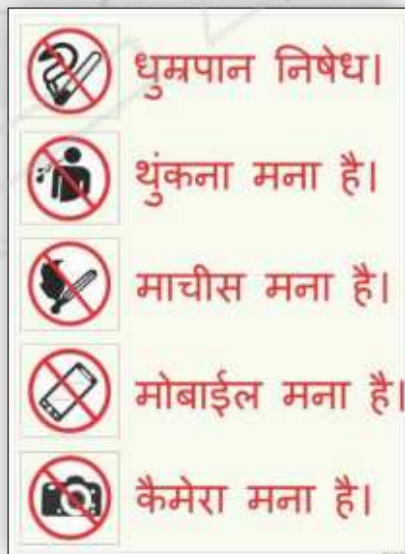 धुम्रपान निषेध।
थुंकना मना है।
माचीस मना है।
मोबाईल मना है।
कैमेरा मना है।